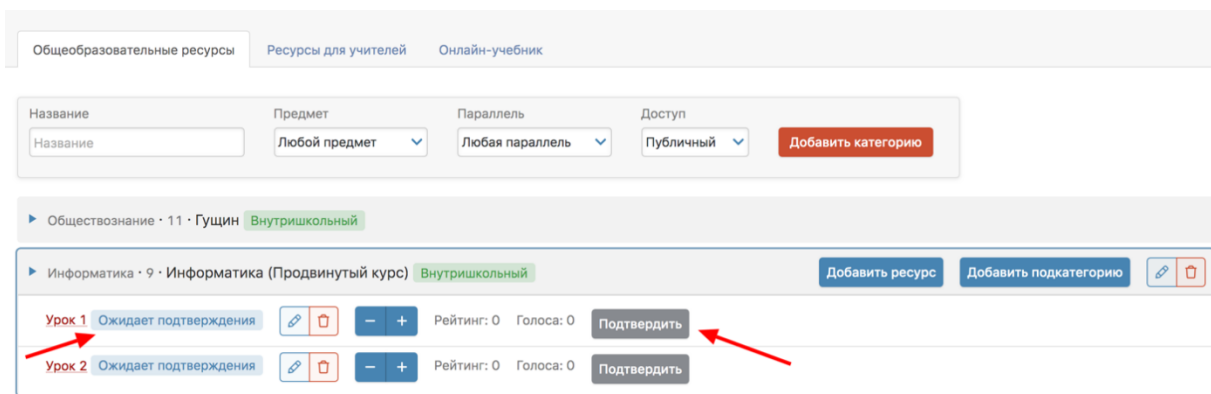 Общеобразовательные ресурсы Ресурсы для учителей Онлайн-учебник
Название Предмет Параллель Доступ
Название Любой предмет Любая параллель Публичный Добавить категорию
Обществознание · 11 · Гущин Внутришкольный
Информатика · 9 · Информатика (Продвинутый курс) Внутришкольный Добавить ресурс Добавить подкатегорию
Урок 1 Ожидает подтверждения − + Рейтинг: 0 Голоса: 0 Подтвердить
Урок 2 Ожидает подтверждения − + Рейтинг: 0 Голоса: 0 Подтвердить